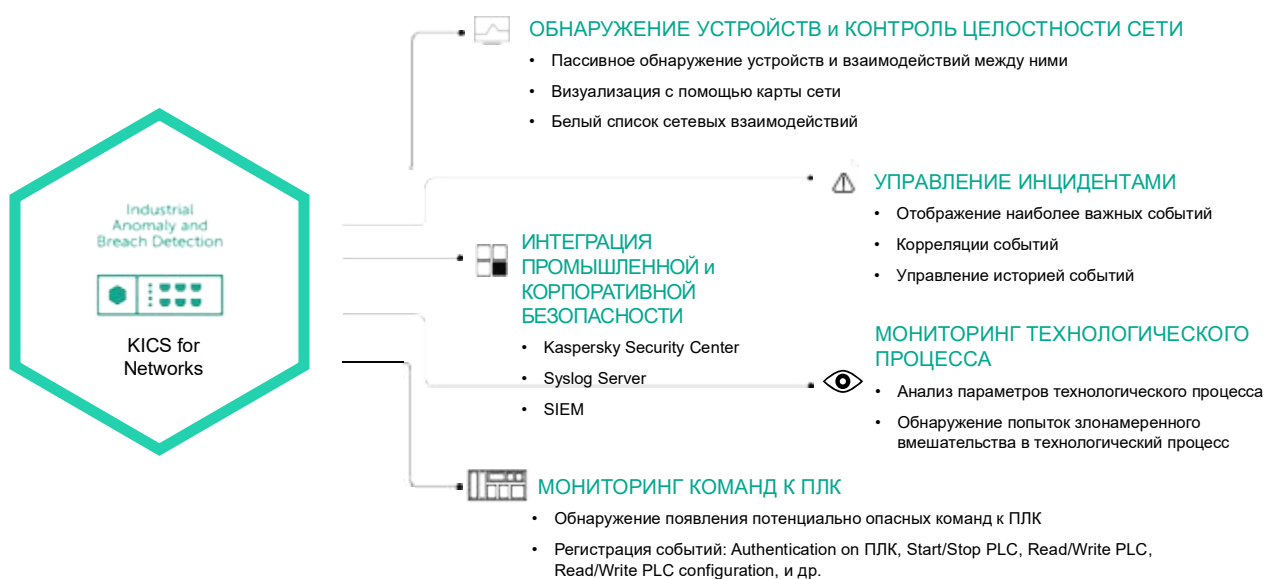 ОБНАРУЖЕНИЕ УСТРОЙСТВ и КОНТРОЛЬ ЦЕЛОСТНОСТИ СЕТИ
• Пассивное обнаружение устройств и взаимодействий между ними
• Визуализация с помощью карты сети
• Белый список сетевых взаимодействий
Industrial
Anomaly and
Breach Detection
KICS for
Networks
УПРАВЛЕНИЕ ИНЦИДЕНТАМИ
• Отображение наиболее важных событий
• Корреляции событий
• Управление историей событий
ИНТЕГРАЦИЯ
ПРОМЫШЛЕННОЙ и
КОРПОРАТИВНОЙ
БЕЗОПАСНОСТИ
• Kaspersky Security Center
• Syslog Server
• SIEM
МОНИТОРИНГ ТЕХНОЛОГИЧЕСКОГО
ПРОЦЕССА
• Анализ параметров технологического процесса
• Обнаружение попыток злонамеренного
вмешательства в технологический процесс
МОНИТОРИНГ КОМАНД К ПЛК
• Обнаружение появления потенциально опасных команд к ПЛК
• Регистрация событий: Authentication on ПЛК, Start/Stop PLC, Read/Write PLC,
Read/Write PLC configuration, и др.